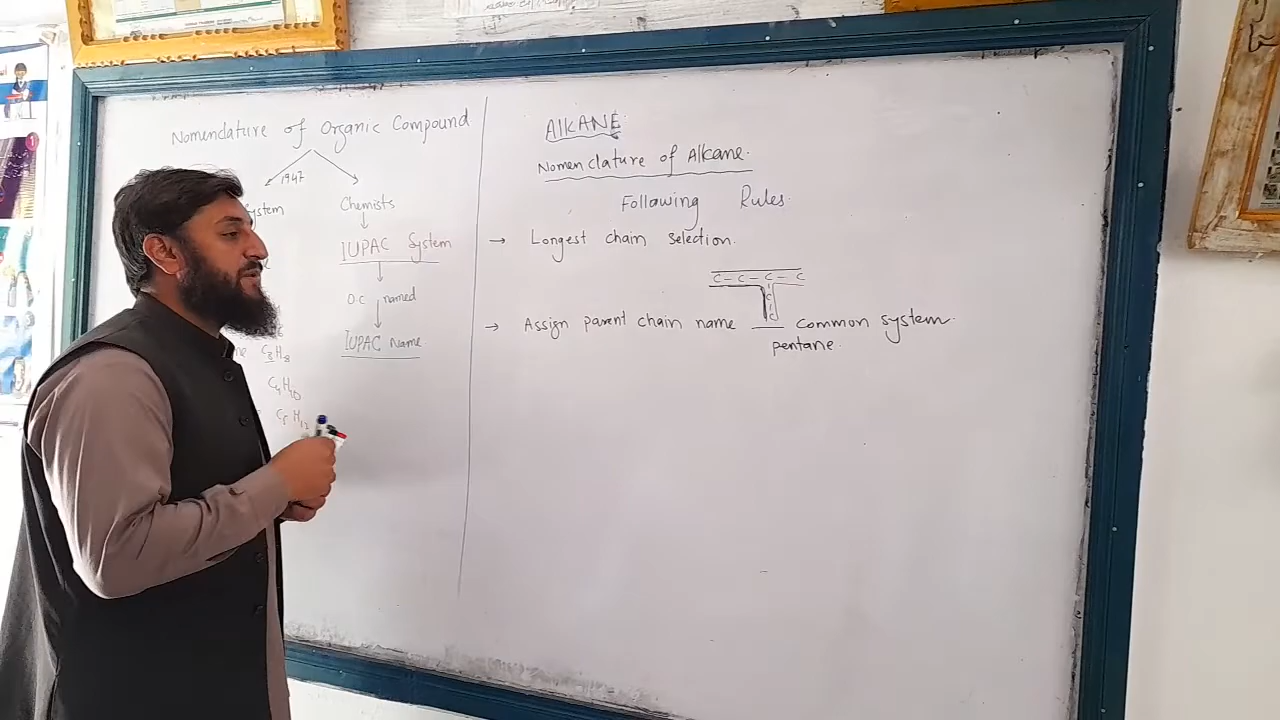 Nomenclature of Organic Compound
1947
ystem
Chemists
IUPAC System
O.C named
IUPAC name
C3H8
C4H10
C5H12
AlKANE
Nomenclature of Alkane.
Following Rules.
→ Longest chain selection.
C - C - C - C
C
C
→ Assign parent chain name — common system.
pentane.